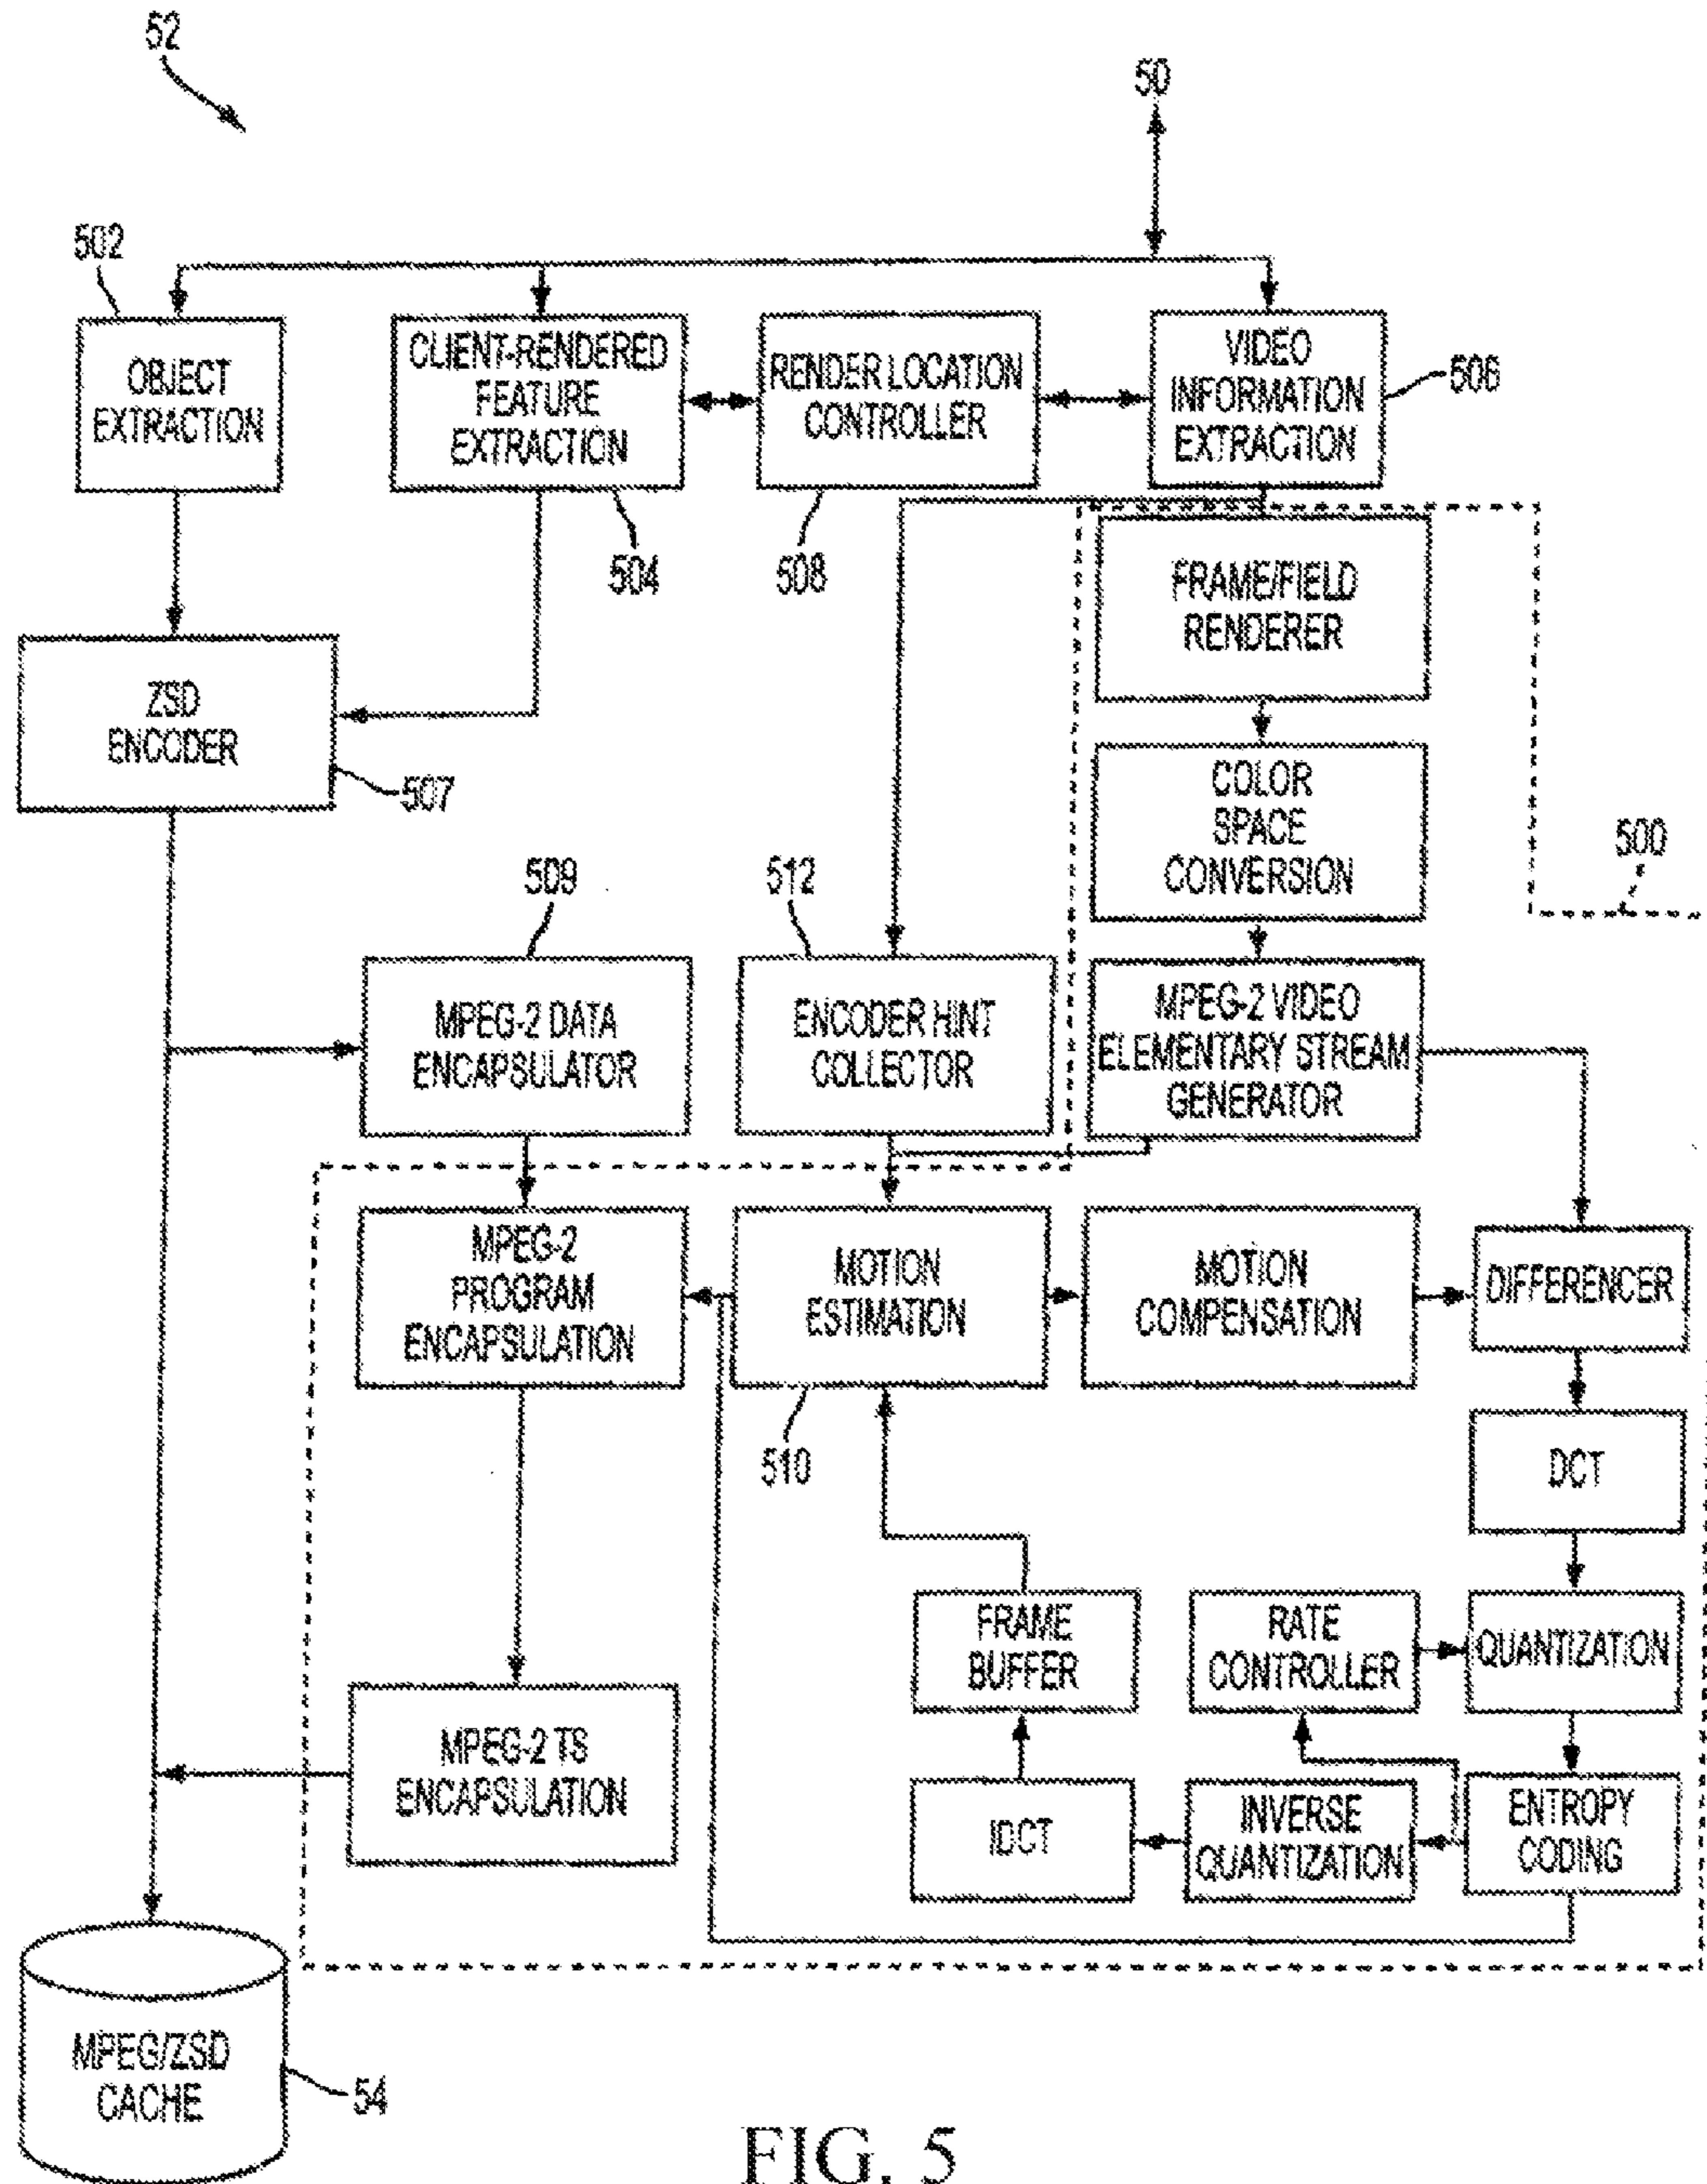 52
50
502
OBJECT
EXTRACTION
CLIENT-RENDERED
FEATURE
EXTRACTION
504
RENDER LOCATION
CONTROLLER
508
VIDEO
INFORMATION
EXTRACTION
506
FRAME/FIELD
RENDERER
ZSD
ENCODER
507
COLOR
SPACE
CONVERSION
500
509
MPEG-2 DATA
ENCAPSULATOR
512
ENCODER HINT
COLLECTOR
MPEG-2 VIDEO
ELEMENTARY STREAM
GENERATOR
MPEG-2
PROGRAM
ENCAPSULATION
MOTION
ESTIMATION
510
MOTION
COMPENSATION
DIFFERENCER
DCT
FRAME
BUFFER
RATE
CONTROLLER
QUANTIZATION
MPEG-2 TS
ENCAPSULATION
IDCT
INVERSE
QUANTIZATION
ENTROPY
CODING
MPEG/ZSD
CACHE
54
FIG. 5